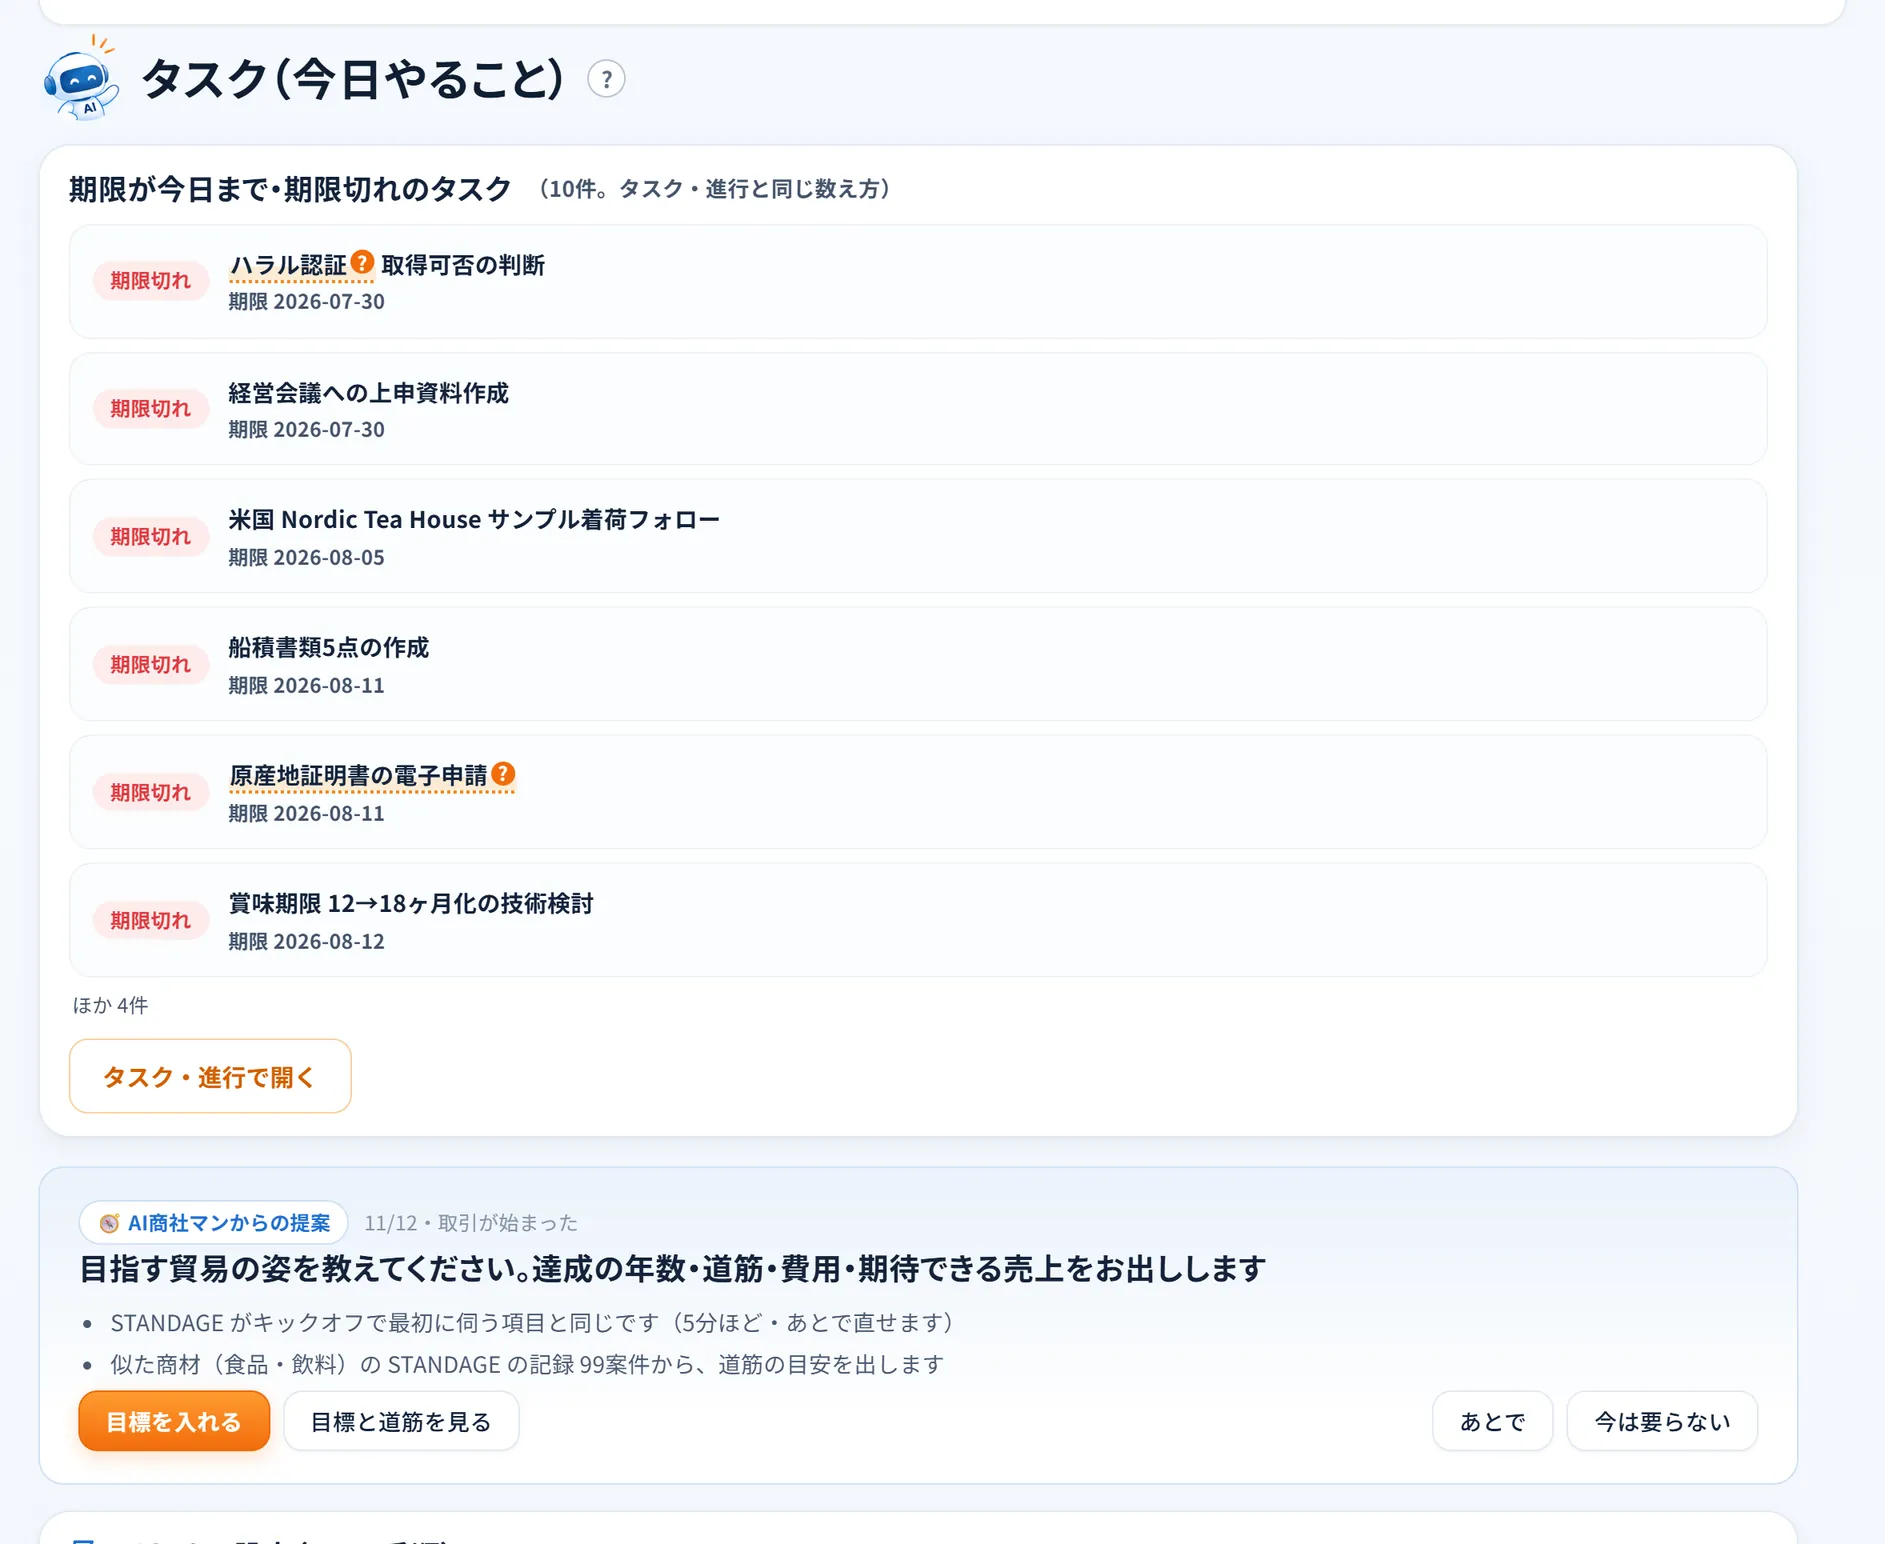 AI
タスク（今日やること） ?
期限が今日まで・期限切れのタスク （10件。タスク・進行と同じ数え方）
期限切れ
ハラル認証? 取得可否の判断
期限 2026-07-30
期限切れ
経営会議への上申資料作成
期限 2026-07-30
期限切れ
米国 Nordic Tea House サンプル着荷フォロー
期限 2026-08-05
期限切れ
船積書類5点の作成
期限 2026-08-11
期限切れ
原産地証明書の電子申請?
期限 2026-08-11
期限切れ
賞味期限 12→18ヶ月化の技術検討
期限 2026-08-12
ほか 4件
タスク・進行で開く
AI商社マンからの提案 11/12・取引が始まった
目指す貿易の姿を教えてください。達成の年数・道筋・費用・期待できる売上をお出しします
• STANDAGE がキックオフで最初に伺う項目と同じです（5分ほど・あとで直せます）
• 似た商材（食品・飲料）の STANDAGE の記録 99案件から、道筋の目安を出します
目標を入れる 目標と道筋を見る あとで 今は要らない